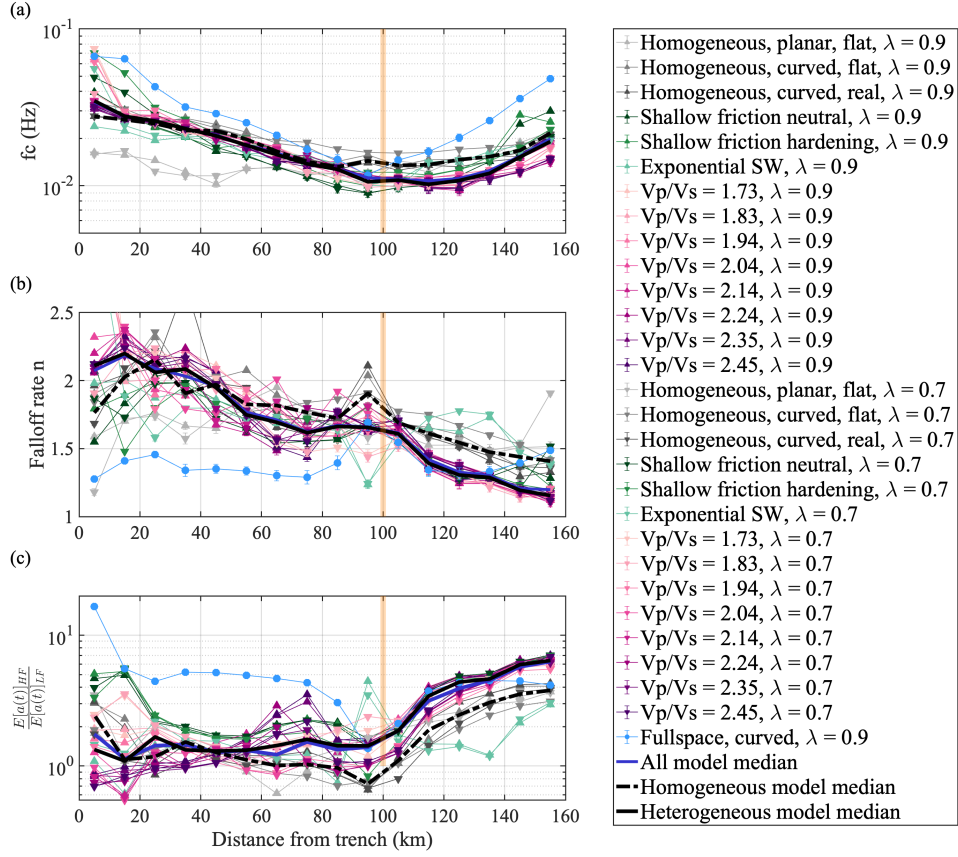 (a)
10⁻¹
10⁻²
fc (Hz)
0 20 40 60 80 100 120 140 160
(b)
2.5
2
1.5
1
Falloff rate n
0 20 40 60 80 100 120 140 160
(c)
10¹
10⁰
E[a(t)]HF
E[a(t)]LF
0 20 40 60 80 100 120 140 160
Distance from trench (km)
Homogeneous, planar, flat, λ = 0.9
Homogeneous, curved, flat, λ = 0.9
Homogeneous, curved, real, λ = 0.9
Shallow friction neutral, λ = 0.9
Shallow friction hardening, λ = 0.9
Exponential SW, λ = 0.9
Vp/Vs = 1.73, λ = 0.9
Vp/Vs = 1.83, λ = 0.9
Vp/Vs = 1.94, λ = 0.9
Vp/Vs = 2.04, λ = 0.9
Vp/Vs = 2.14, λ = 0.9
Vp/Vs = 2.24, λ = 0.9
Vp/Vs = 2.35, λ = 0.9
Vp/Vs = 2.45, λ = 0.9
Homogeneous, planar, flat, λ = 0.7
Homogeneous, curved, flat, λ = 0.7
Homogeneous, curved, real, λ = 0.7
Shallow friction neutral, λ = 0.7
Shallow friction hardening, λ = 0.7
Exponential SW, λ = 0.7
Vp/Vs = 1.73, λ = 0.7
Vp/Vs = 1.83, λ = 0.7
Vp/Vs = 1.94, λ = 0.7
Vp/Vs = 2.04, λ = 0.7
Vp/Vs = 2.14, λ = 0.7
Vp/Vs = 2.24, λ = 0.7
Vp/Vs = 2.35, λ = 0.7
Vp/Vs = 2.45, λ = 0.7
Fullspace, curved, λ = 0.9
All model median
Homogeneous model median
Heterogeneous model median